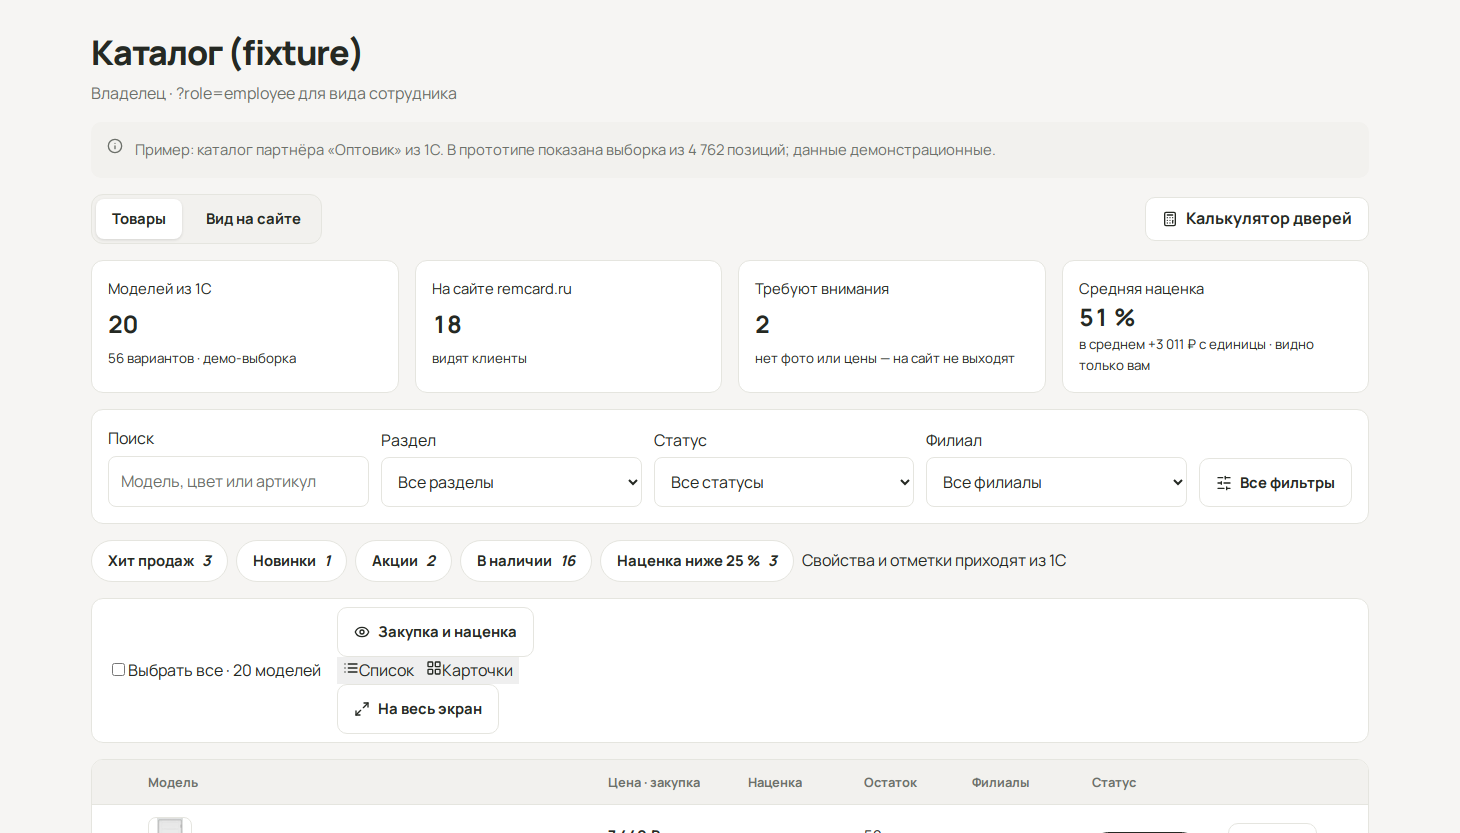 Каталог (fixture)
Владелец · ?role=employee для вида сотрудника
Пример: каталог партнёра «Оптовик» из 1С. В прототипе показана выборка из 4 762 позиций; данные демонстрационные.
Товары
Вид на сайте
Калькулятор дверей
Моделей из 1С
20
56 вариантов · демо-выборка
На сайте remcard.ru
18
видят клиенты
Требуют внимания
2
нет фото или цены — на сайт не выходят
Средняя наценка
51 %
в среднем +3 011 ₽ с единицы · видно
только вам
Поиск
Модель, цвет или артикул
Раздел
Все разделы
Статус
Все статусы
Филиал
Все филиалы
Все фильтры
Хит продаж 3
Новинки 1
Акции 2
В наличии 16
Наценка ниже 25 % 3
Свойства и отметки приходят из 1С
Выбрать все · 20 моделей
Закупка и наценка
Список
Карточки
На весь экран
Модель
Цена · закупка
Наценка
Остаток
Филиалы
Статус